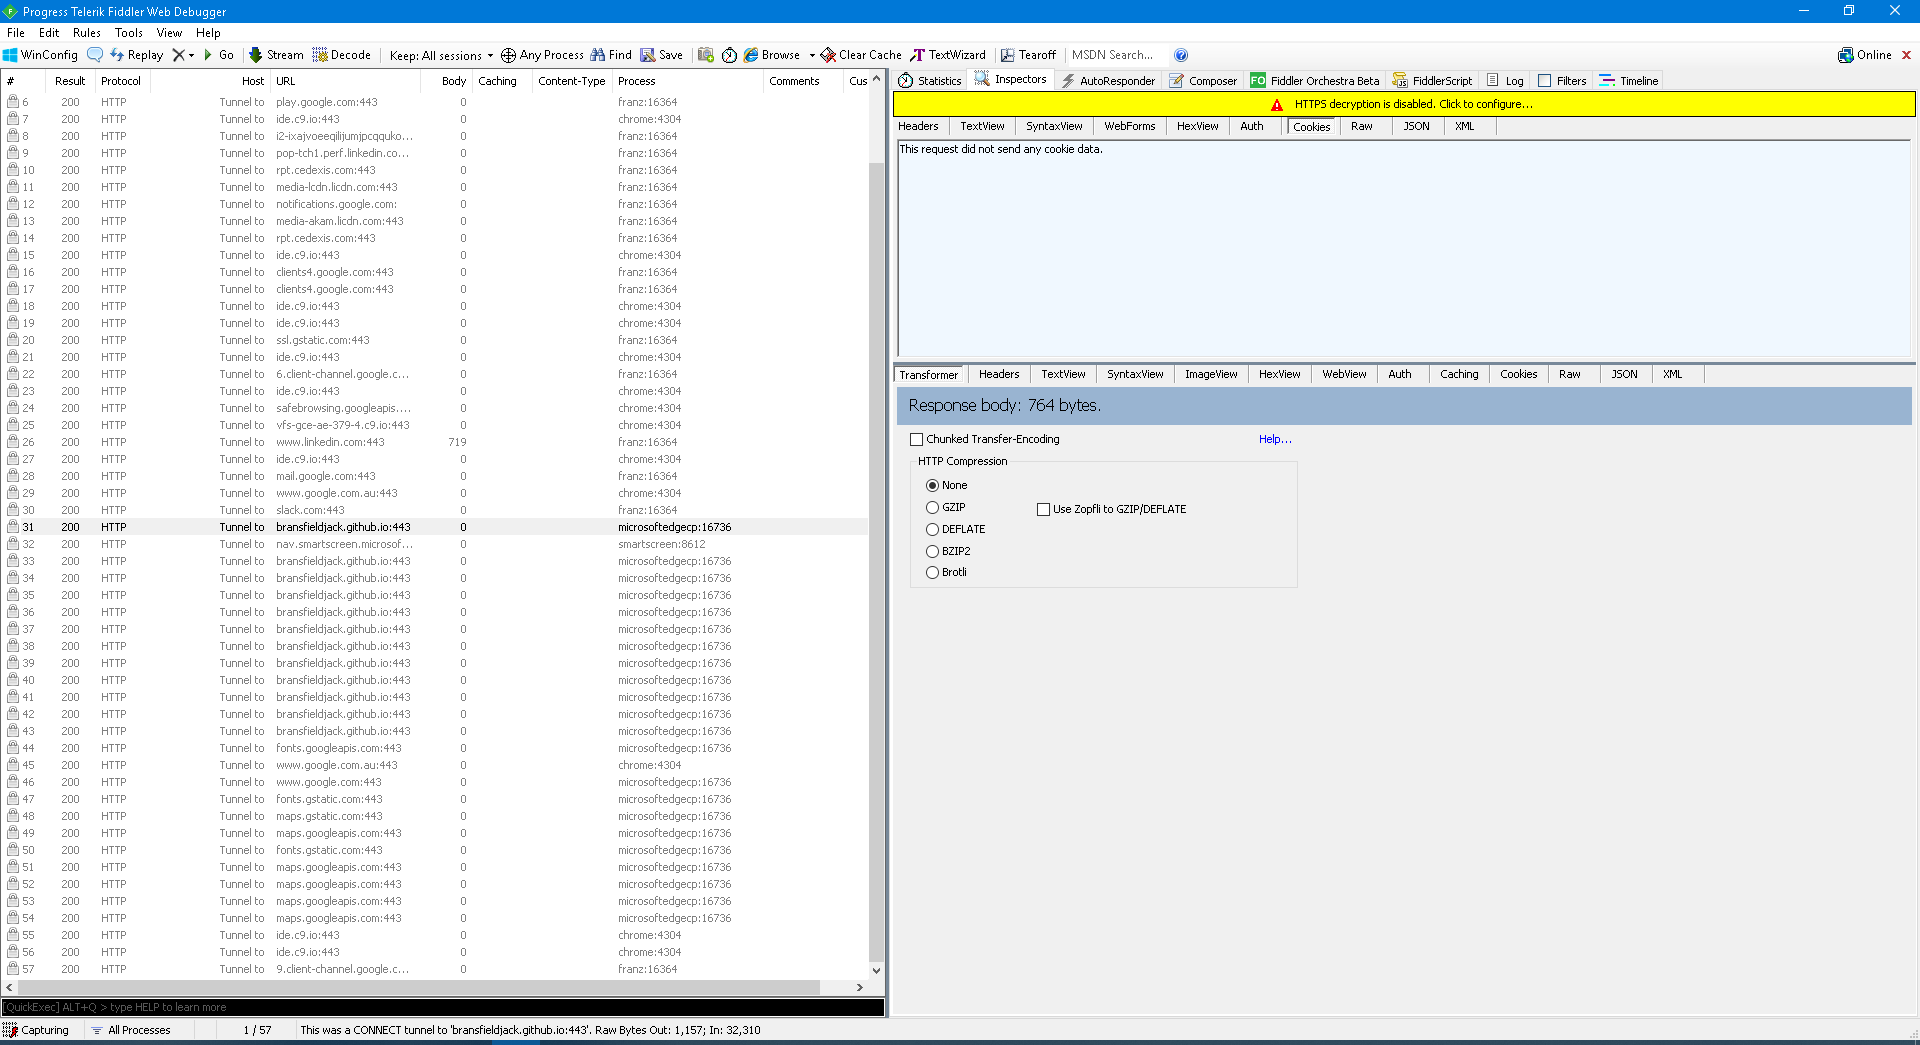 Progress Telerik Fiddler Web Debugger
File Edit Rules Tools View Help
WinConfig Replay Go Stream Decode Keep: All sessions Any Process Find Save Browse Clear Cache TextWizard Tearoff MSDN Search... Online
# Result Protocol Host URL Body Caching Content-Type Process Comments Cus
6 200 HTTP Tunnel to play.google.com:443 0 franz:16364
7 200 HTTP Tunnel to ide.c9.io:443 0 chrome:4304
8 200 HTTP Tunnel to i2-ixajvoeeqilijumjpcqquko... 0 franz:16364
9 200 HTTP Tunnel to pop-tch1.perf.linkedin.co... 0 franz:16364
10 200 HTTP Tunnel to rpt.cedexis.com:443 0 franz:16364
11 200 HTTP Tunnel to media-lcdn.licdn.com:443 0 franz:16364
12 200 HTTP Tunnel to notifications.google.com: 0 franz:16364
13 200 HTTP Tunnel to media-akam.licdn.com:443 0 franz:16364
14 200 HTTP Tunnel to rpt.cedexis.com:443 0 franz:16364
15 200 HTTP Tunnel to ide.c9.io:443 0 chrome:4304
16 200 HTTP Tunnel to clients4.google.com:443 0 franz:16364
17 200 HTTP Tunnel to clients4.google.com:443 0 franz:16364
18 200 HTTP Tunnel to ide.c9.io:443 0 chrome:4304
19 200 HTTP Tunnel to ide.c9.io:443 0 chrome:4304
20 200 HTTP Tunnel to ssl.gstatic.com:443 0 franz:16364
21 200 HTTP Tunnel to ide.c9.io:443 0 chrome:4304
22 200 HTTP Tunnel to 6.client-channel.google.c... 0 franz:16364
23 200 HTTP Tunnel to ide.c9.io:443 0 chrome:4304
24 200 HTTP Tunnel to safebrowsing.googleapis.... 0 chrome:4304
25 200 HTTP Tunnel to vfs-gce-ae-379-4.c9.io:443 0 chrome:4304
26 200 HTTP Tunnel to www.linkedin.com:443 719 franz:16364
27 200 HTTP Tunnel to ide.c9.io:443 0 chrome:4304
28 200 HTTP Tunnel to mail.google.com:443 0 franz:16364
29 200 HTTP Tunnel to www.google.com.au:443 0 chrome:4304
30 200 HTTP Tunnel to slack.com:443 0 franz:16364
31 200 HTTP Tunnel to bransfieldjack.github.io:443 0 microsoftedgecp:16736
32 200 HTTP Tunnel to nav.smartscreen.microsof... 0 smartscreen:8612
33 200 HTTP Tunnel to bransfieldjack.github.io:443 0 microsoftedgecp:16736
34 200 HTTP Tunnel to bransfieldjack.github.io:443 0 microsoftedgecp:16736
35 200 HTTP Tunnel to bransfieldjack.github.io:443 0 microsoftedgecp:16736
36 200 HTTP Tunnel to bransfieldjack.github.io:443 0 microsoftedgecp:16736
37 200 HTTP Tunnel to bransfieldjack.github.io:443 0 microsoftedgecp:16736
38 200 HTTP Tunnel to bransfieldjack.github.io:443 0 microsoftedgecp:16736
39 200 HTTP Tunnel to bransfieldjack.github.io:443 0 microsoftedgecp:16736
40 200 HTTP Tunnel to bransfieldjack.github.io:443 0 microsoftedgecp:16736
41 200 HTTP Tunnel to bransfieldjack.github.io:443 0 microsoftedgecp:16736
42 200 HTTP Tunnel to bransfieldjack.github.io:443 0 microsoftedgecp:16736
43 200 HTTP Tunnel to bransfieldjack.github.io:443 0 microsoftedgecp:16736
44 200 HTTP Tunnel to fonts.googleapis.com:443 0 microsoftedgecp:16736
45 200 HTTP Tunnel to www.google.com.au:443 0 chrome:4304
46 200 HTTP Tunnel to www.google.com:443 0 microsoftedgecp:16736
47 200 HTTP Tunnel to fonts.gstatic.com:443 0 microsoftedgecp:16736
48 200 HTTP Tunnel to maps.gstatic.com:443 0 microsoftedgecp:16736
49 200 HTTP Tunnel to maps.googleapis.com:443 0 microsoftedgecp:16736
50 200 HTTP Tunnel to fonts.gstatic.com:443 0 microsoftedgecp:16736
51 200 HTTP Tunnel to maps.googleapis.com:443 0 microsoftedgecp:16736
52 200 HTTP Tunnel to maps.googleapis.com:443 0 microsoftedgecp:16736
53 200 HTTP Tunnel to maps.googleapis.com:443 0 microsoftedgecp:16736
54 200 HTTP Tunnel to maps.googleapis.com:443 0 microsoftedgecp:16736
55 200 HTTP Tunnel to ide.c9.io:443 0 chrome:4304
56 200 HTTP Tunnel to ide.c9.io:443 0 chrome:4304
57 200 HTTP Tunnel to 9.client-channel.google.c... 0 franz:16364
[QuickExec] ALT+Q > type HELP to learn more
Capturing All Processes 1 / 57 This was a CONNECT tunnel to 'bransfieldjack.github.io:443'. Raw Bytes Out: 1,157; In: 32,310
Statistics Inspectors AutoResponder Composer FO Fiddler Orchestra Beta FiddlerScript Log Filters Timeline
HTTPS decryption is disabled. Click to configure...
Headers TextView SyntaxView WebForms HexView Auth Cookies Raw JSON XML
This request did not send any cookie data.
Transformer Headers TextView SyntaxView ImageView HexView WebView Auth Caching Cookies Raw JSON XML
Response body: 764 bytes.
Chunked Transfer-Encoding Help...
HTTP Compression
None
GZIP Use Zopfli to GZIP/DEFLATE
DEFLATE
BZIP2
Brotli